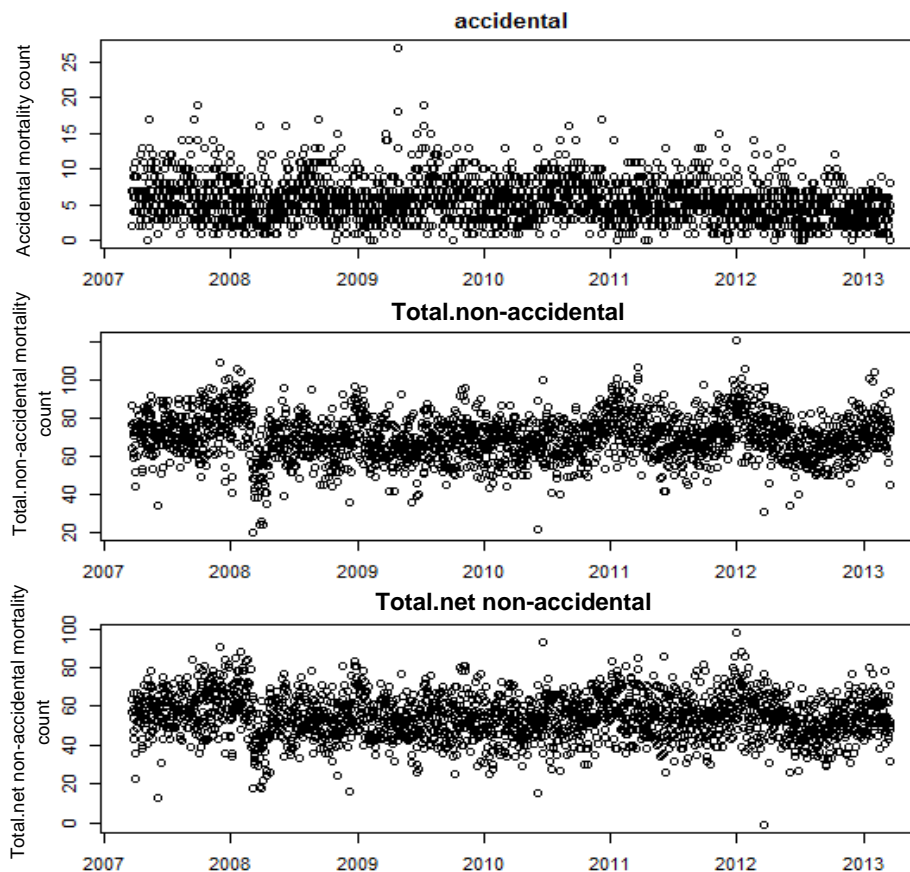 accidental
Accidental mortality count
25
20
15
10
5
0
2007 2008 2009 2010 2011 2012 2013
Total.non-accidental
Total.non-accidental mortality
count
100
80
60
40
20
2007 2008 2009 2010 2011 2012 2013
Total.net non-accidental
Total.net non-accidental mortality
count
100
80
60
40
20
0
2007 2008 2009 2010 2011 2012 2013